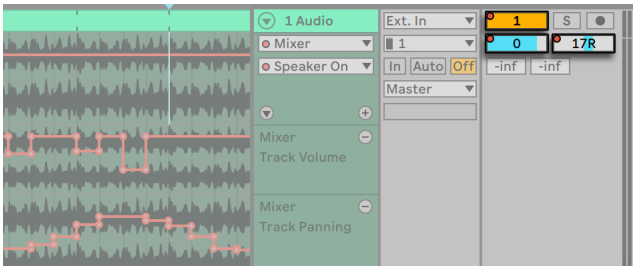 1 Audio
Ext. In
1
S
Mixer
1
0
17R
Speaker On
In
Auto
Off
-inf
-inf
Master
Mixer
Track Volume
Mixer
Track Panning